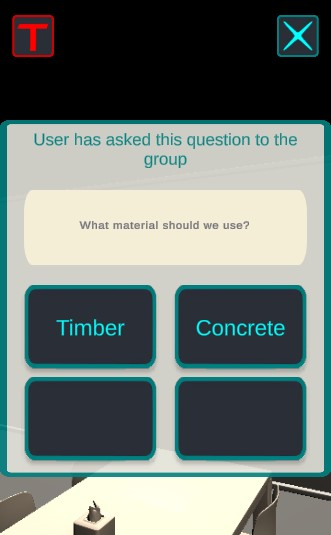 T
User has asked this question to the
group
What material should we use?
Timber
Concrete